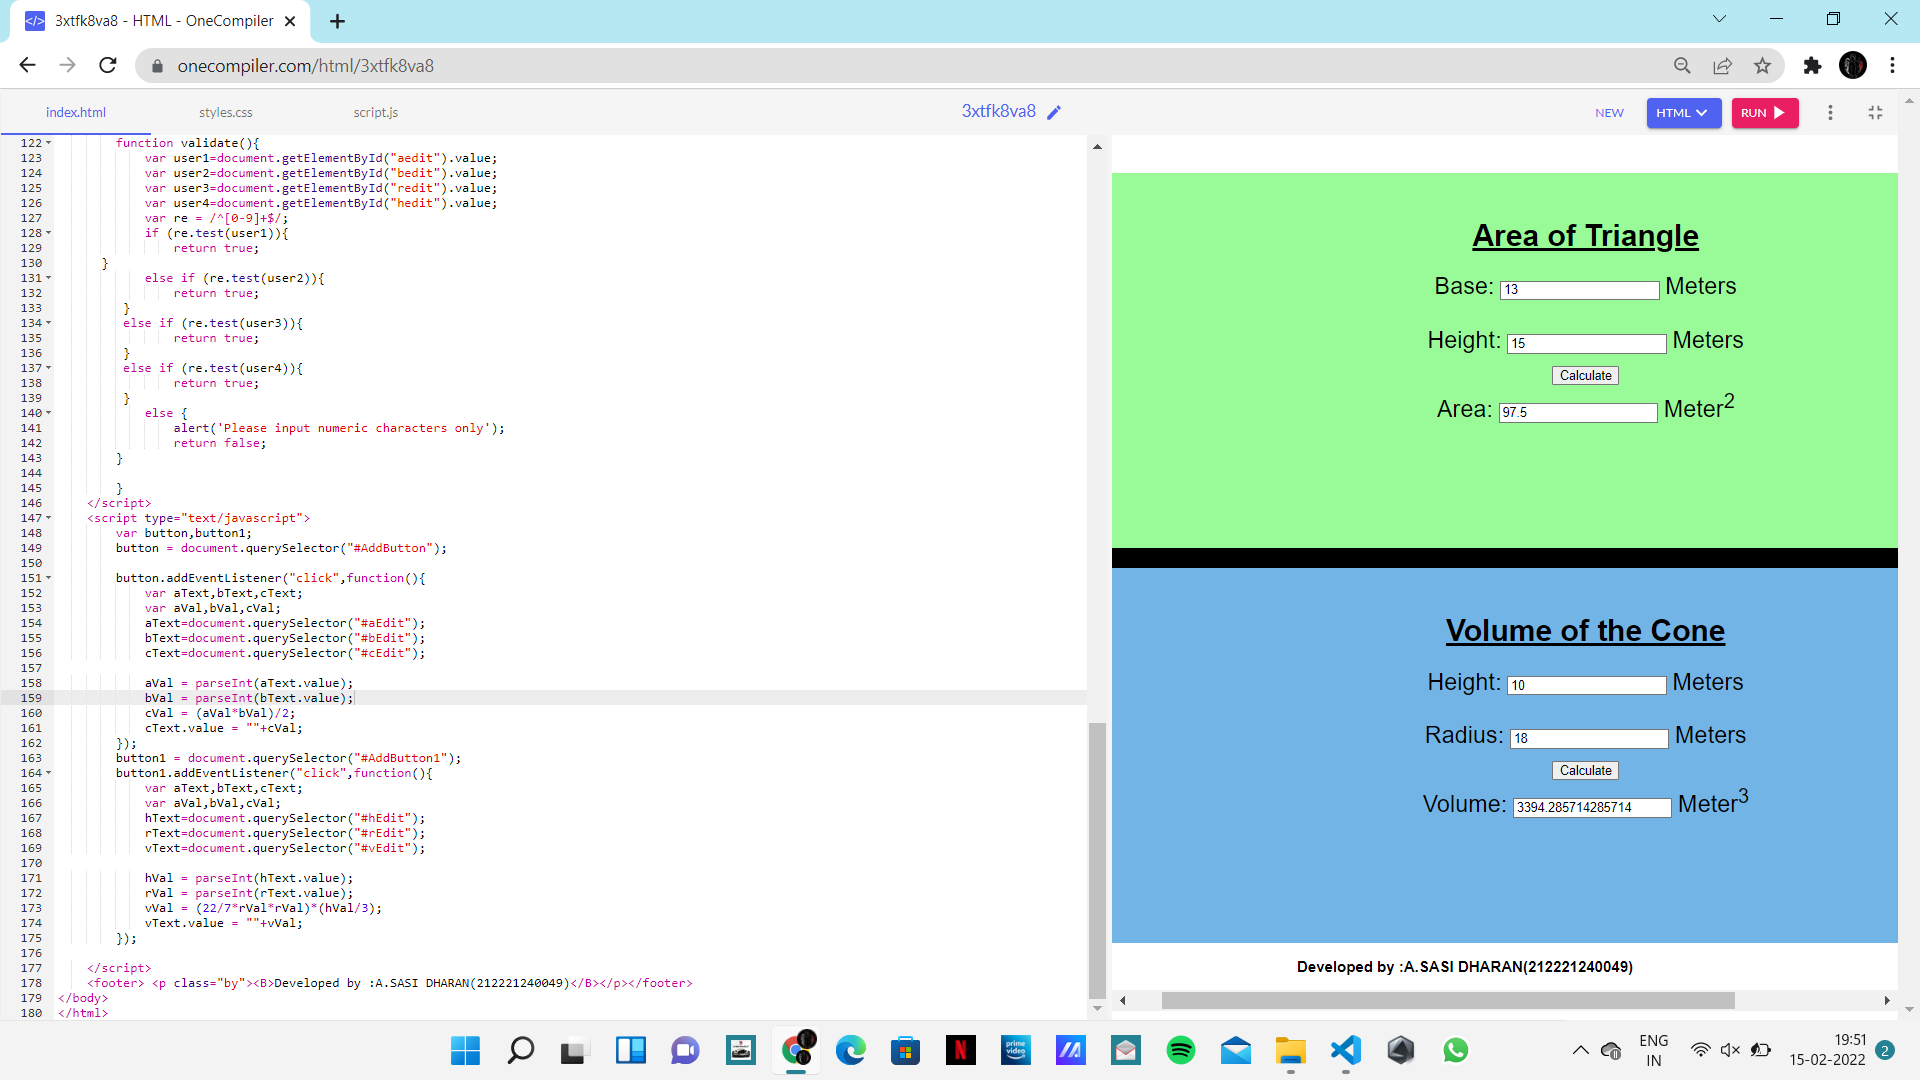 3xtfk8va8 - HTML - OneCompiler
onecompiler.com/html/3xtfk8va8
index.html
styles.css
script.js
3xtfk8va8
NEW
HTML
RUN
122 function validate(){
123 var user1=document.getElementById("aedit").value;
124 var user2=document.getElementById("bedit").value;
125 var user3=document.getElementById("redit").value;
126 var user4=document.getElementById("hedit").value;
127 var re = /^[0-9]+$/;
128 if (re.test(user1)){
129 return true;
130 }
131 else if (re.test(user2)){
132 return true;
133 }
134 else if (re.test(user3)){
135 return true;
136 }
137 else if (re.test(user4)){
138 return true;
139 }
140 else {
141 alert('Please input numeric characters only');
142 return false;
143 }
144
145 }
146 </script>
147 <script type="text/javascript">
148 var button,button1;
149 button = document.querySelector("#AddButton");
150
151 button.addEventListener("click",function(){
152 var aText,bText,cText;
153 var aVal,bVal,cVal;
154 aText=document.querySelector("#aEdit");
155 bText=document.querySelector("#bEdit");
156 cText=document.querySelector("#cEdit");
157
158 aVal = parseInt(aText.value);
159 bVal = parseInt(bText.value);
160 cVal = (aVal*bVal)/2;
161 cText.value = ""+cVal;
162 });
163 button1 = document.querySelector("#AddButton1");
164 button1.addEventListener("click",function(){
165 var aText,bText,cText;
166 var aVal,bVal,cVal;
167 hText=document.querySelector("#hEdit");
168 rText=document.querySelector("#rEdit");
169 vText=document.querySelector("#vEdit");
170
171 hVal = parseInt(hText.value);
172 rVal = parseInt(rText.value);
173 vVal = (22/7*rVal*rVal)*(hVal/3);
174 vText.value = ""+vVal;
175 });
176
177 </script>
178 <footer> <p class="by"><B>Developed by :A.SASI DHARAN(212221240049)</B></p></footer>
179 </body>
180 </html>
Area of Triangle
Base: 13 Meters
Height: 15 Meters
Calculate
Area: 97.5 Meter2
Volume of the Cone
Height: 10 Meters
Radius: 18 Meters
Calculate
Volume: 3394.285714285714 Meter3
Developed by :A.SASI DHARAN(212221240049)
N
prime
video
ENG
IN
19:51
15-02-2022
2